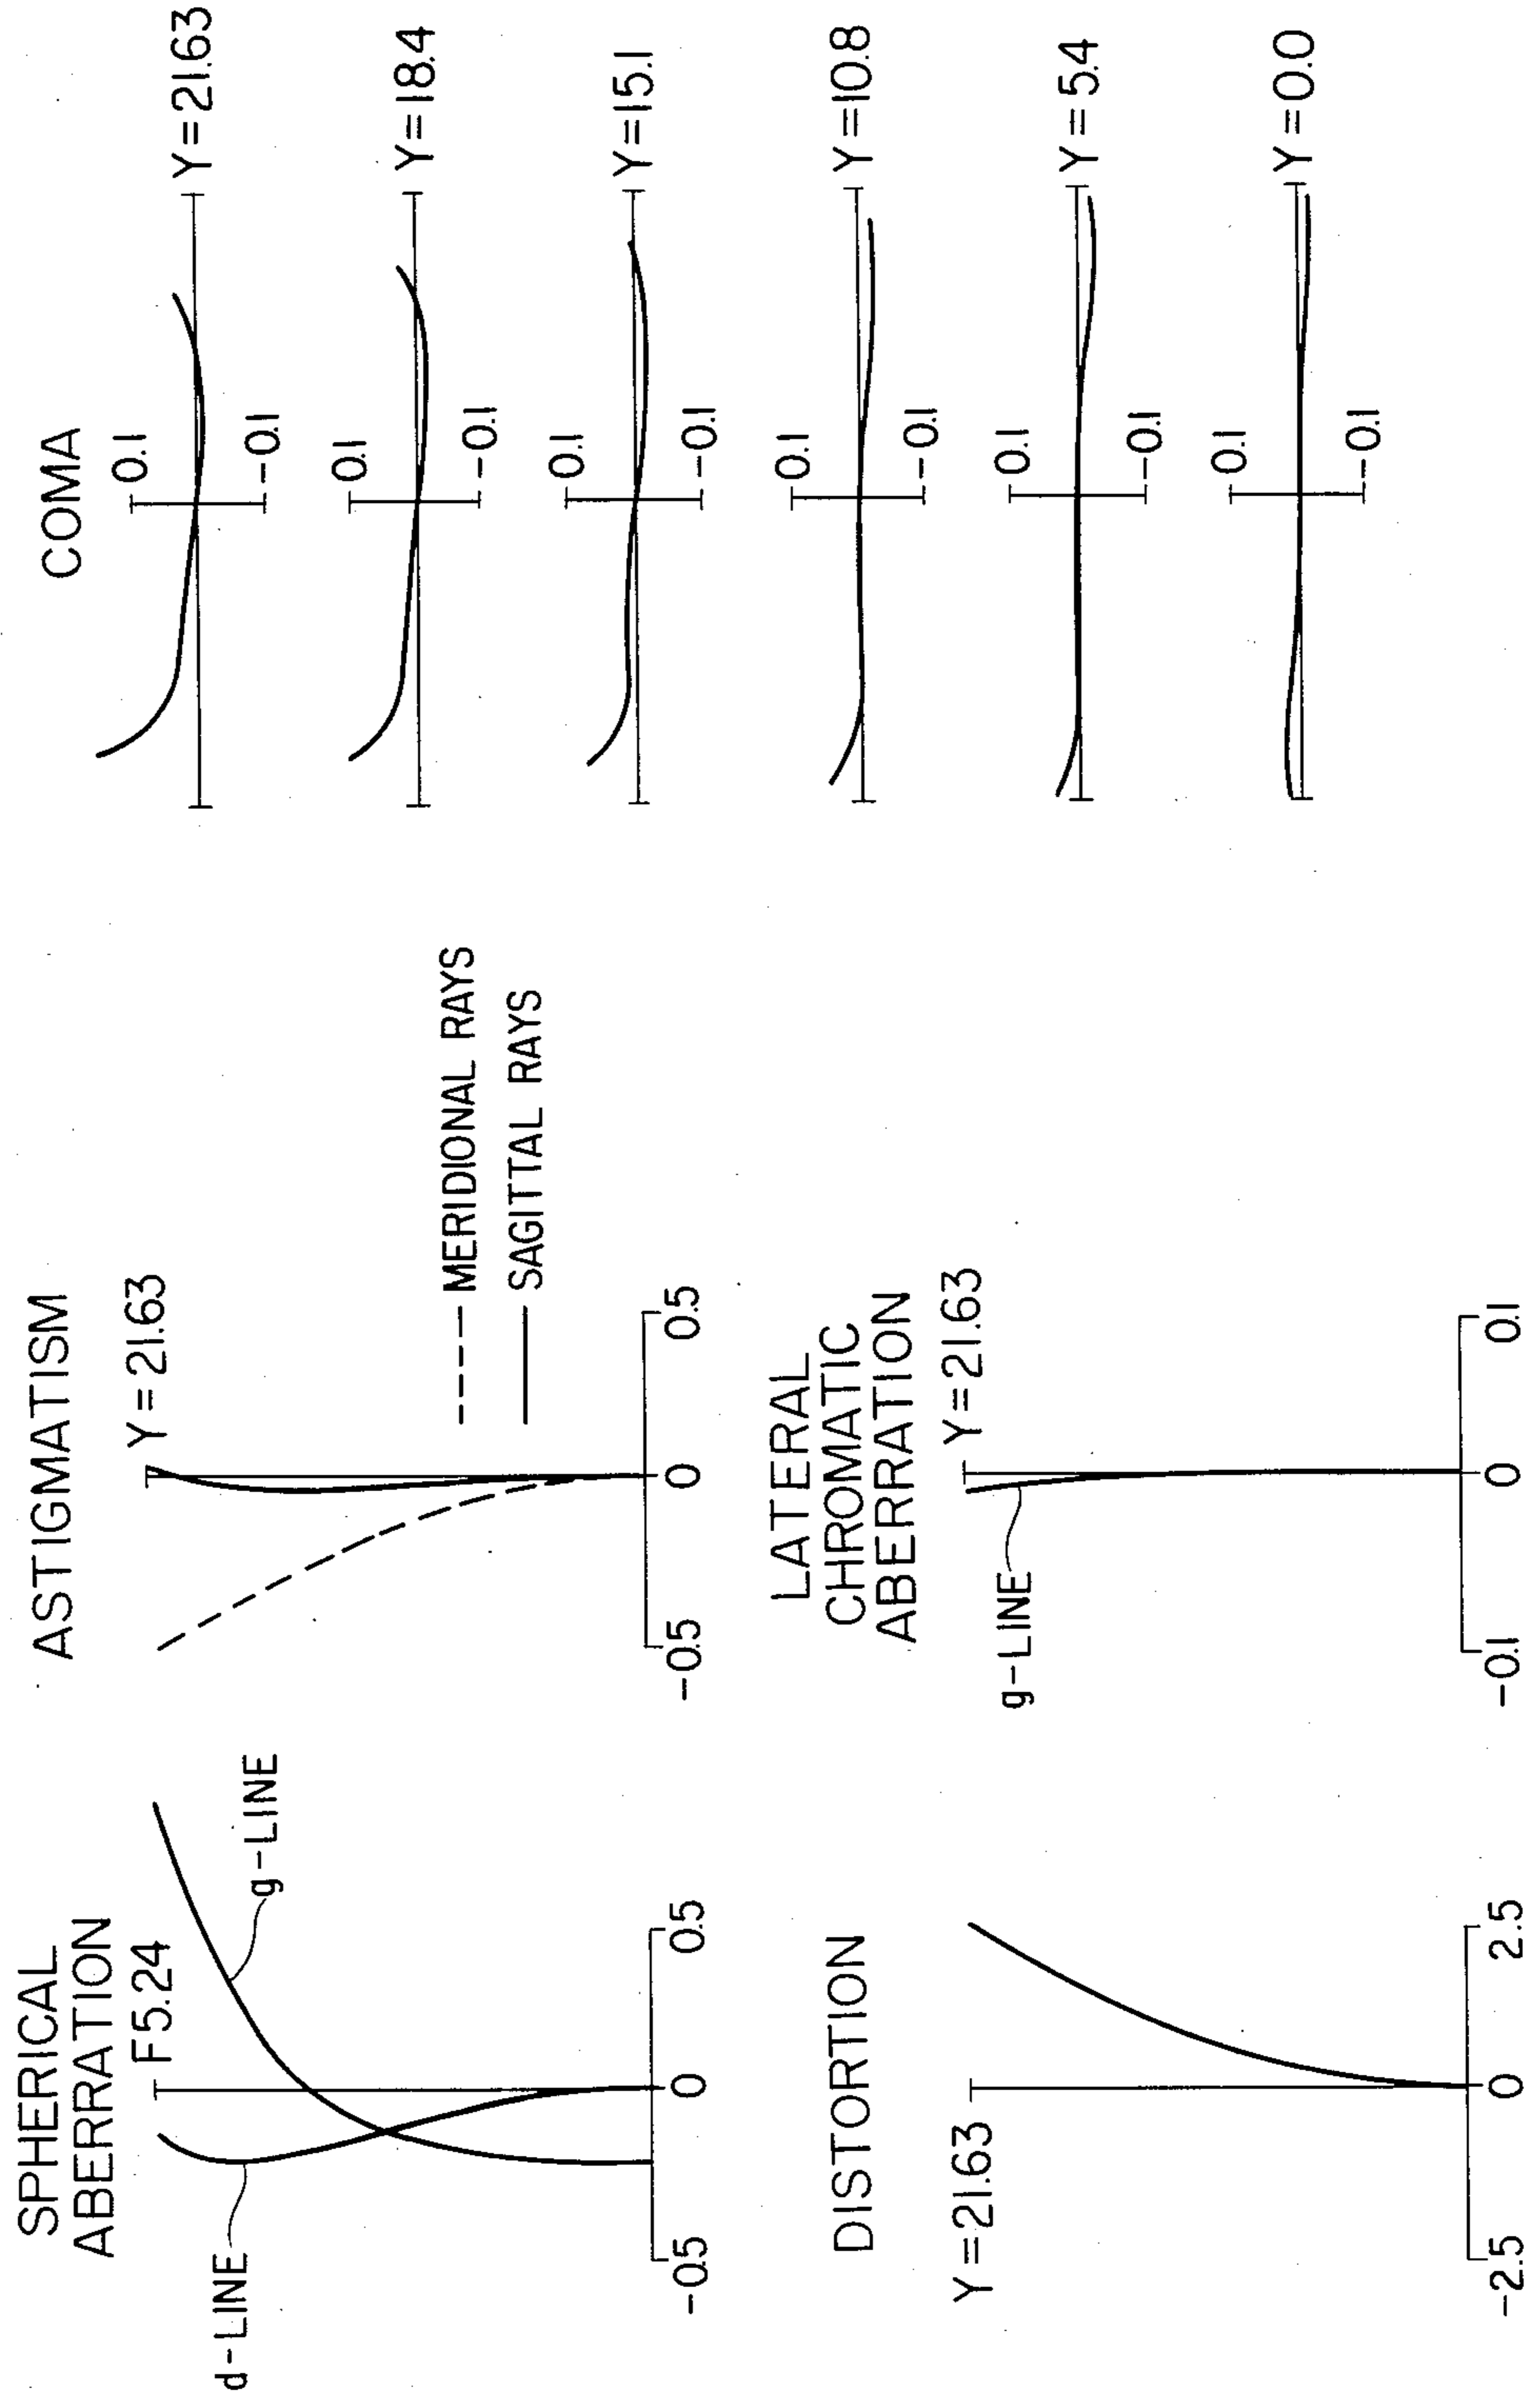 SPHERICAL
ABERRATION
F 5.24
d-LINE
g-LINE
-0.5
0
0.5
ASTIGMATISM
Y=21.63
MERIDIONAL RAYS
SAGITTAL RAYS
-0.5
0
0.5
DISTORTION
Y=21.63
-2.5
0
2.5
LATERAL
CHROMATIC
ABERRATION
Y=21.63
g-LINE
-0.1
0
0.1
COMA
0.1
Y=21.63
-0.1
0.1
Y=18.4
-0.1
0.1
Y=15.1
-0.1
0.1
Y=10.8
-0.1
0.1
Y=5.4
-0.1
0.1
Y=0.0
-0.1